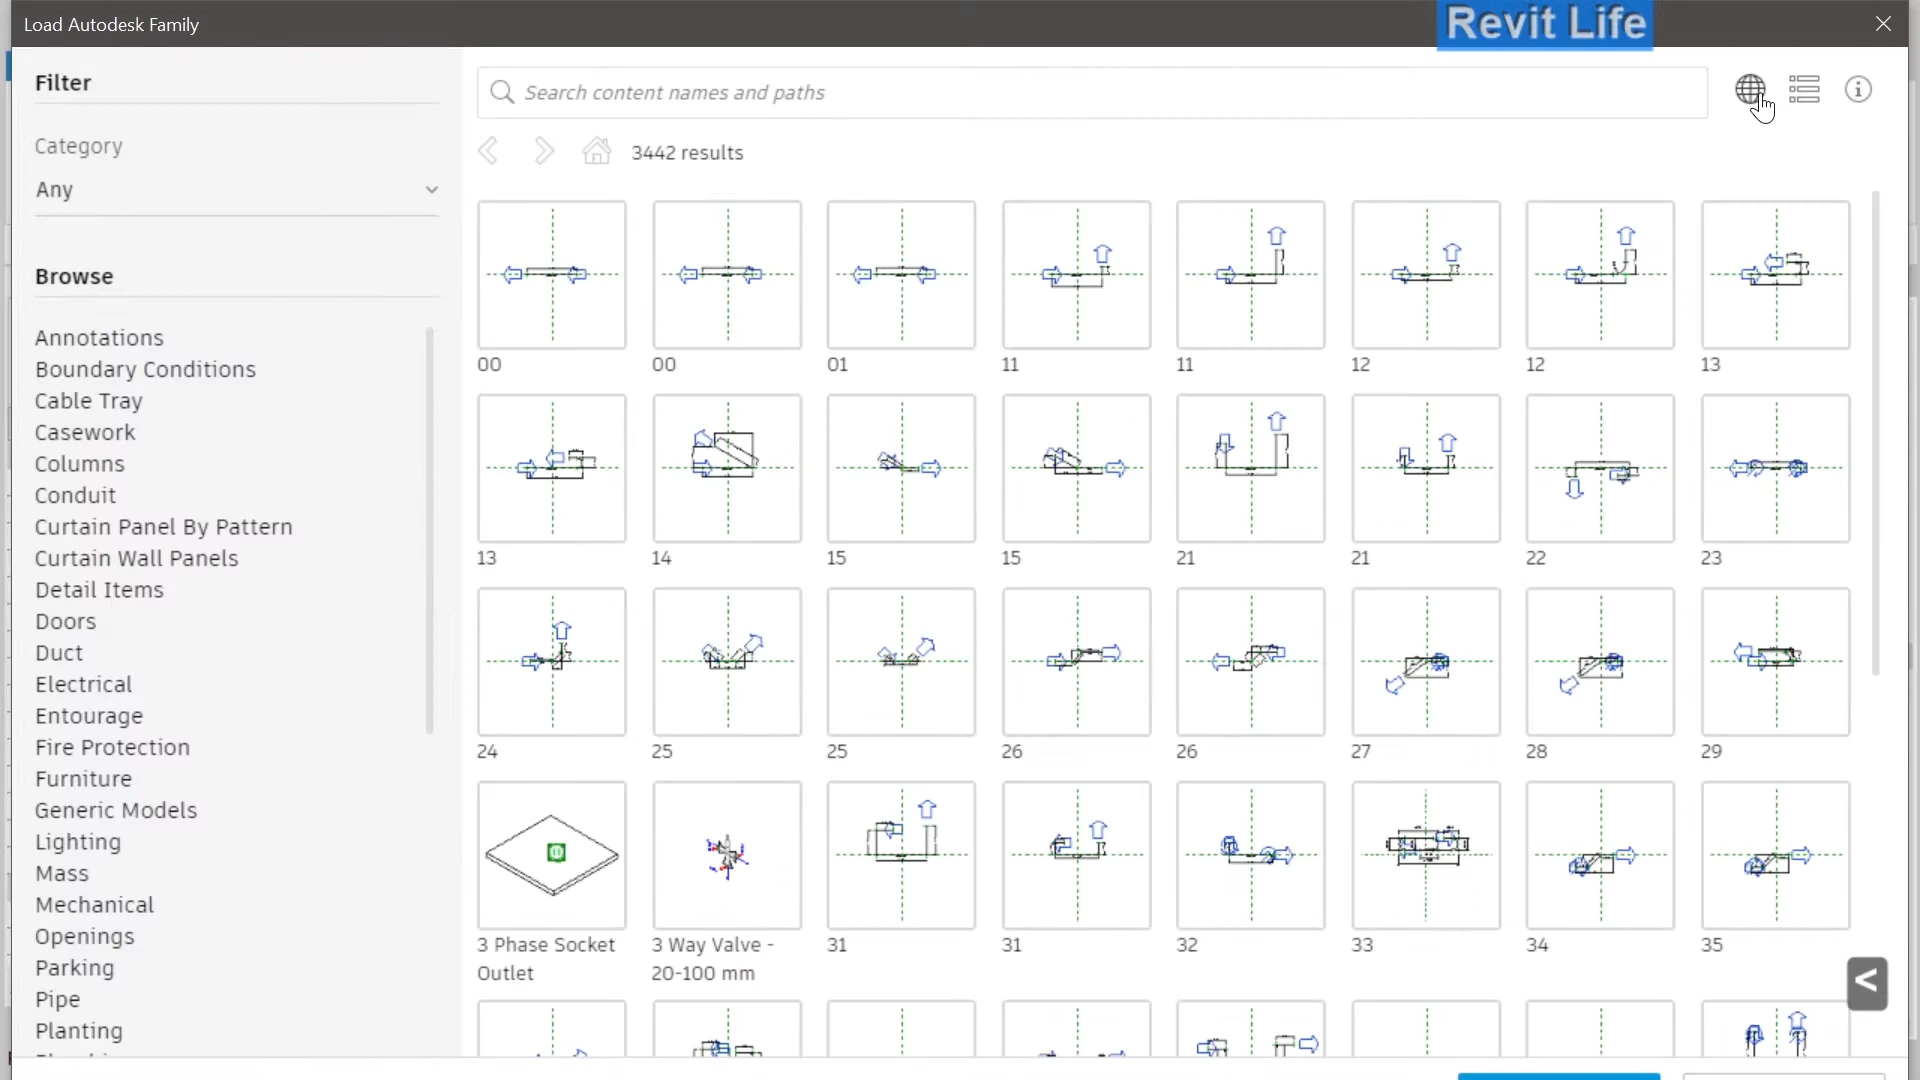 Load Autodesk Family
Revit Life
Filter
Search content names and paths
Category
Any
3442 results
Browse
Annotations
Boundary Conditions
Cable Tray
Casework
Columns
Conduit
Curtain Panel By Pattern
Curtain Wall Panels
Detail Items
Doors
Duct
Electrical
Entourage
Fire Protection
Furniture
Generic Models
Lighting
Mass
Mechanical
Openings
Parking
Pipe
Planting
00 00 01 11 11 12 12 13
13 14 15 15 21 21 22 23
24 25 25 26 26 27 28 29
3 Phase Socket Outlet
3 Way Valve - 20-100 mm
31 31 32 33 34 35